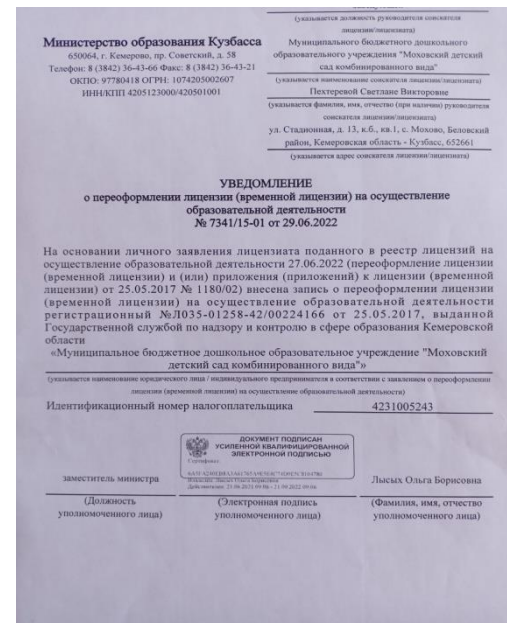 (указывается должность руководителя соискателя
лицензии/лицензиата)
Министерство образования Кузбасса
650064, г. Кемерово, пр. Советский, д. 58
Телефон: 8 (3842) 36-43-66 Факс: 8 (3842) 36-43-21
ОКПО: 97780418 ОГРН: 1074205002607
ИНН/КПП 4205123000/420501001
Муниципального бюджетного дошкольного
образовательного учреждения "Моховский детский
сад комбинированного вида"
(указывается наименование соискателя лицензии/лицензиата)
Пехтеревой Светлане Викторовне
(указывается фамилия, имя, отчество (при наличии) руководителя
соискателя лицензии/лицензиата)
ул. Стадионная, д. 13, к.б., кв.1, с. Мохово, Беловский
район, Кемеровская область - Кузбасс, 652661
(указывается адрес соискателя лицензии/лицензиата)
УВЕДОМЛЕНИЕ
о переоформлении лицензии (временной лицензии) на осуществление
образовательной деятельности
№ 7341/15-01 от 29.06.2022
На основании личного заявления лицензиата поданного в реестр лицензий на
осуществление образовательной деятельности 27.06.2022 (переоформление лицензии
(временной лицензии) и (или) приложения (приложений) к лицензии (временной
лицензии) от 25.05.2017 № 1180/02) внесена запись о переоформлении лицензии
(временной лицензии) на осуществление образовательной деятельности
регистрационный №Л035-01258-42/00224166 от 25.05.2017, выданной
Государственной службой по надзору и контролю в сфере образования Кемеровской
области
«Муниципальное бюджетное дошкольное образовательное учреждение "Моховский
детский сад комбинированного вида"»
(указывается наименование юридического лица / индивидуального предпринимателя в соответствии с заявлением о переоформлении
лицензии (временной лицензии) на осуществление образовательной деятельности)
Идентификационный номер налогоплательщика 4231005243
ДОКУМЕНТ ПОДПИСАН
УСИЛЕННОЙ КВАЛИФИЦИРОВАННОЙ
ЭЛЕКТРОННОЙ ПОДПИСЬЮ
Сертификат
Владелец: Лысых Ольга Борисовна
заместитель министра
Лысых Ольга Борисовна
(Должность
уполномоченного лица)
(Электронная подпись
уполномоченного лица)
(Фамилия, имя, отчество
уполномоченного лица)